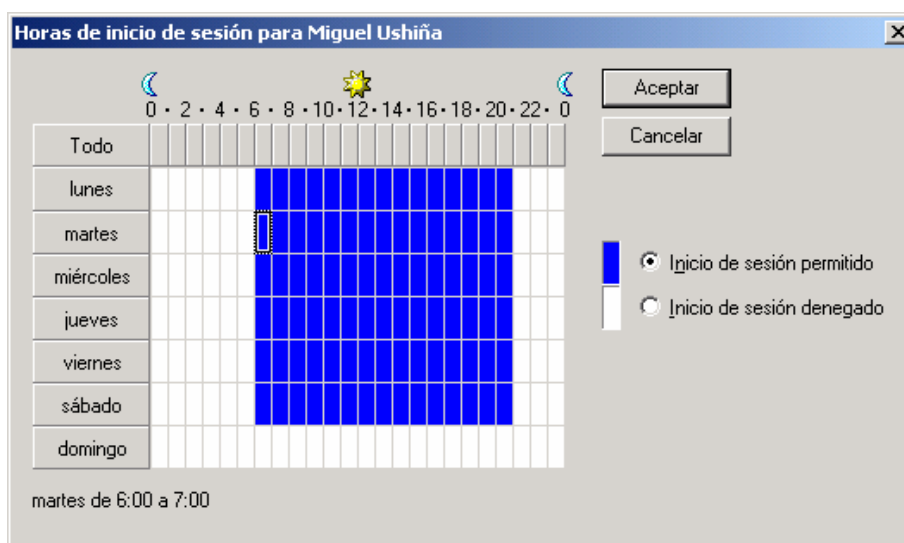 Horas de inicio de sesión para Miguel Ushiña
0 · 2 · 4 · 6 · 8 · 10 · 12 · 14 · 16 · 18 · 20 · 22 · 0
Aceptar
Cancelar
Todo
lunes
martes
miércoles
jueves
viernes
sábado
domingo
Inicio de sesión permitido
Inicio de sesión denegado
martes de 6:00 a 7:00